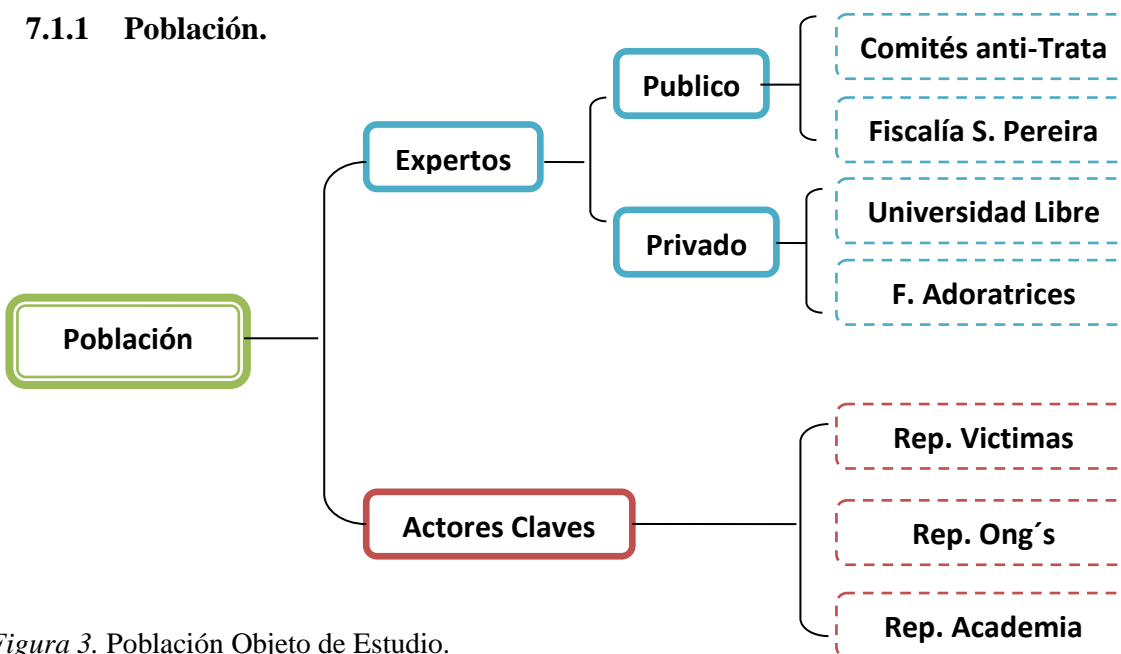 7.1.1 Población.
Población
Expertos
Publico
Comités anti-Trata
Fiscalía S. Pereira
Privado
Universidad Libre
F. Adoratrices
Actores Claves
Rep. Victimas
Rep. Ong´s
Rep. Academia
Figura 3. Población Objeto de Estudio.